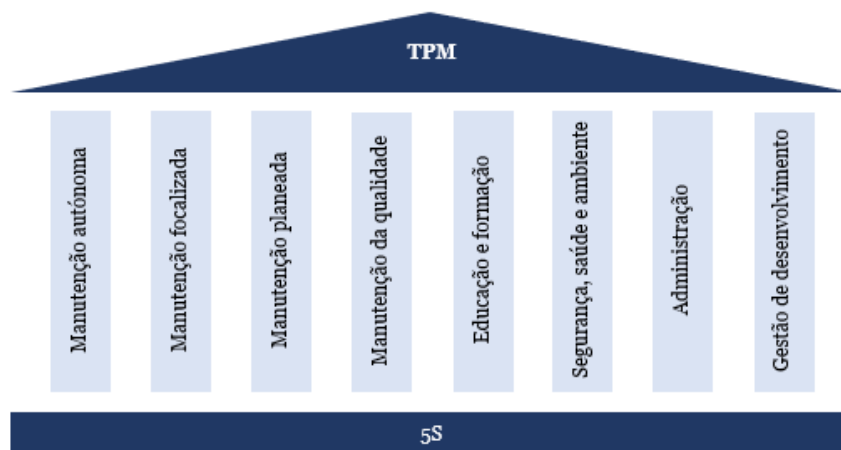 TPM
Manutenção autónoma
Manutenção focalizada
Manutenção planeada
Manutenção da qualidade
Educação e formação
Segurança, saúde e ambiente
Administração
Gestão de desenvolvimento
5S